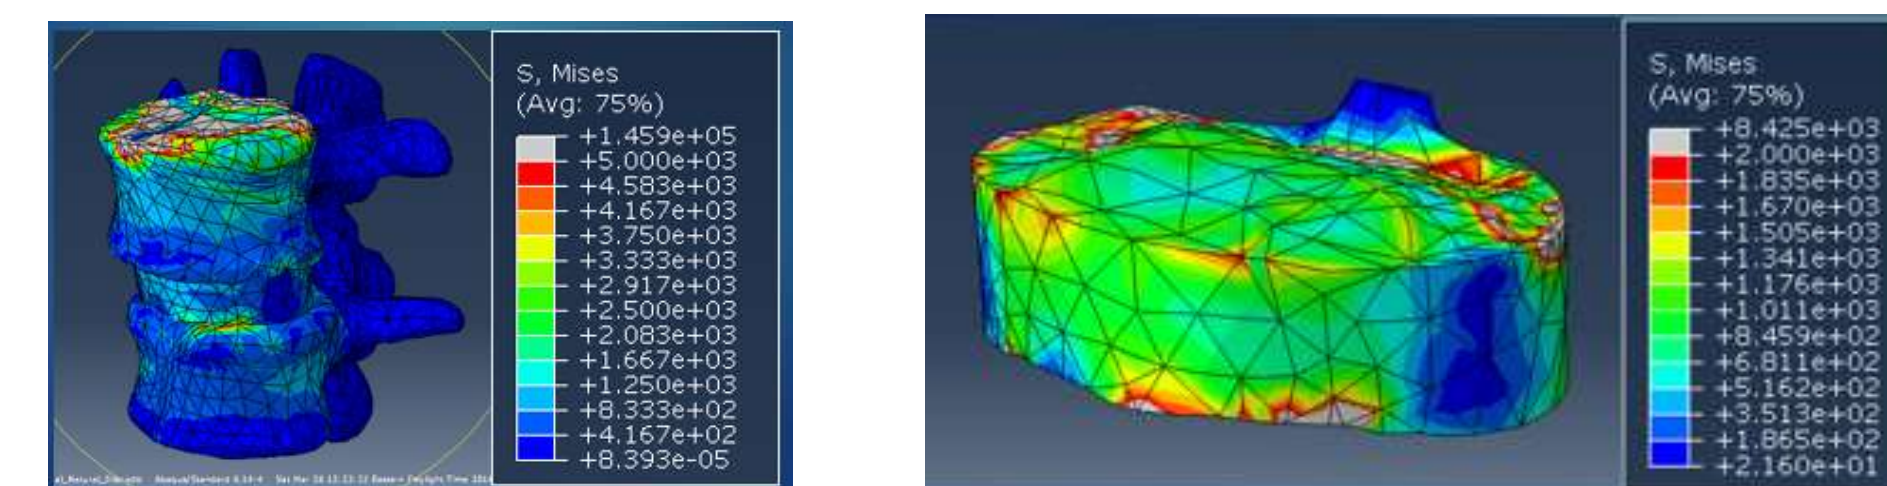 S, Mises
(Avg: 75%)
+1.459e+05
+5.000e+03
+4.583e+03
+4.167e+03
+3.750e+03
+3.333e+03
+2.917e+03
+2.500e+03
+2.083e+03
+1.667e+03
+1.250e+03
+8.333e+02
+4.167e+02
+8.393e-05
S, Mises
(Avg: 75%)
+8.425e+03
+2.000e+03
+1.835e+03
+1.670e+03
+1.505e+03
+1.341e+03
+1.176e+03
+1.011e+03
+8.459e+02
+6.811e+02
+5.162e+02
+3.513e+02
+1.865e+02
+2.160e+01